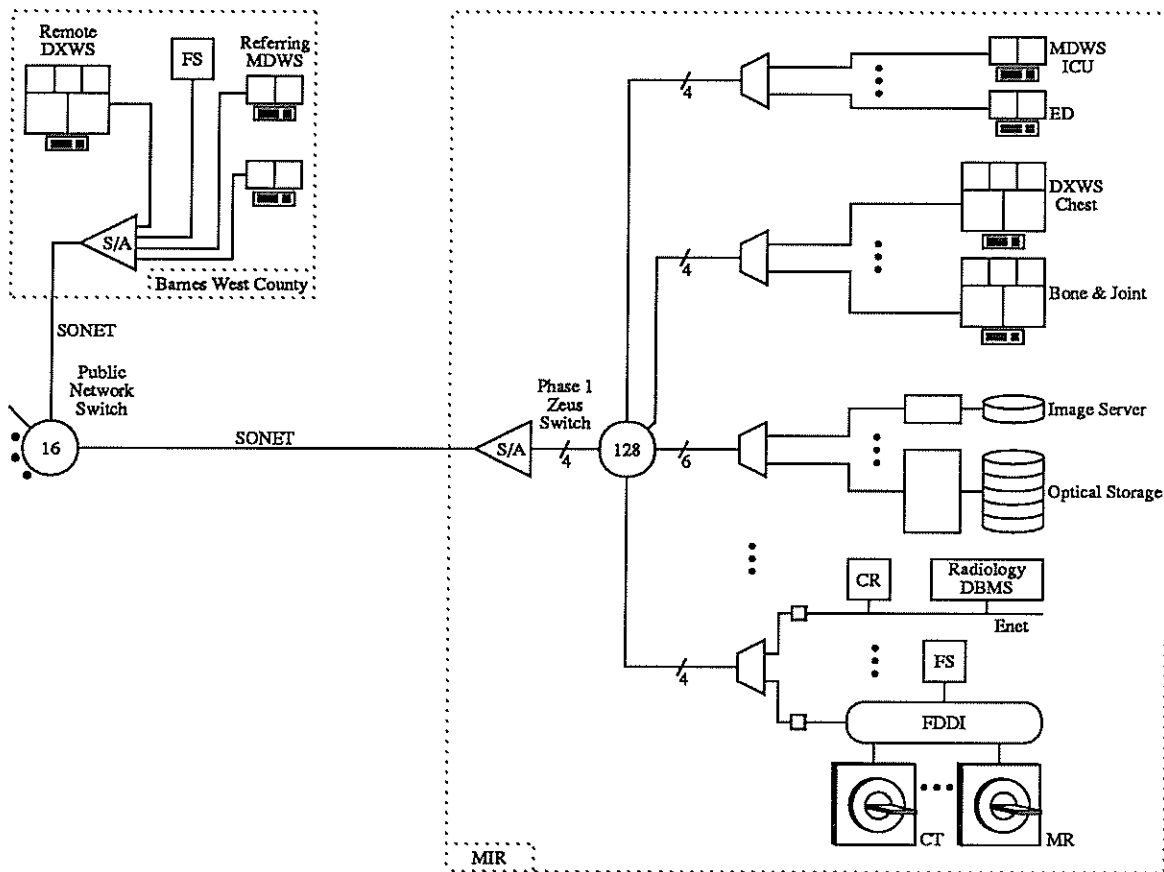 Remote
DXWS
FS
Referring
MDWS
S/A
Barnes West County
SONET
Public
Network
Switch
16
SONET
S/A
4
Phase 1
Zeus
Switch
128
4
MDWS
ICU
ED
4
DXWS
Chest
Bone & Joint
6
Image Server
Optical Storage
4
CR
Radiology
DBMS
Enet
FS
FDDI
CT
MR
MIR